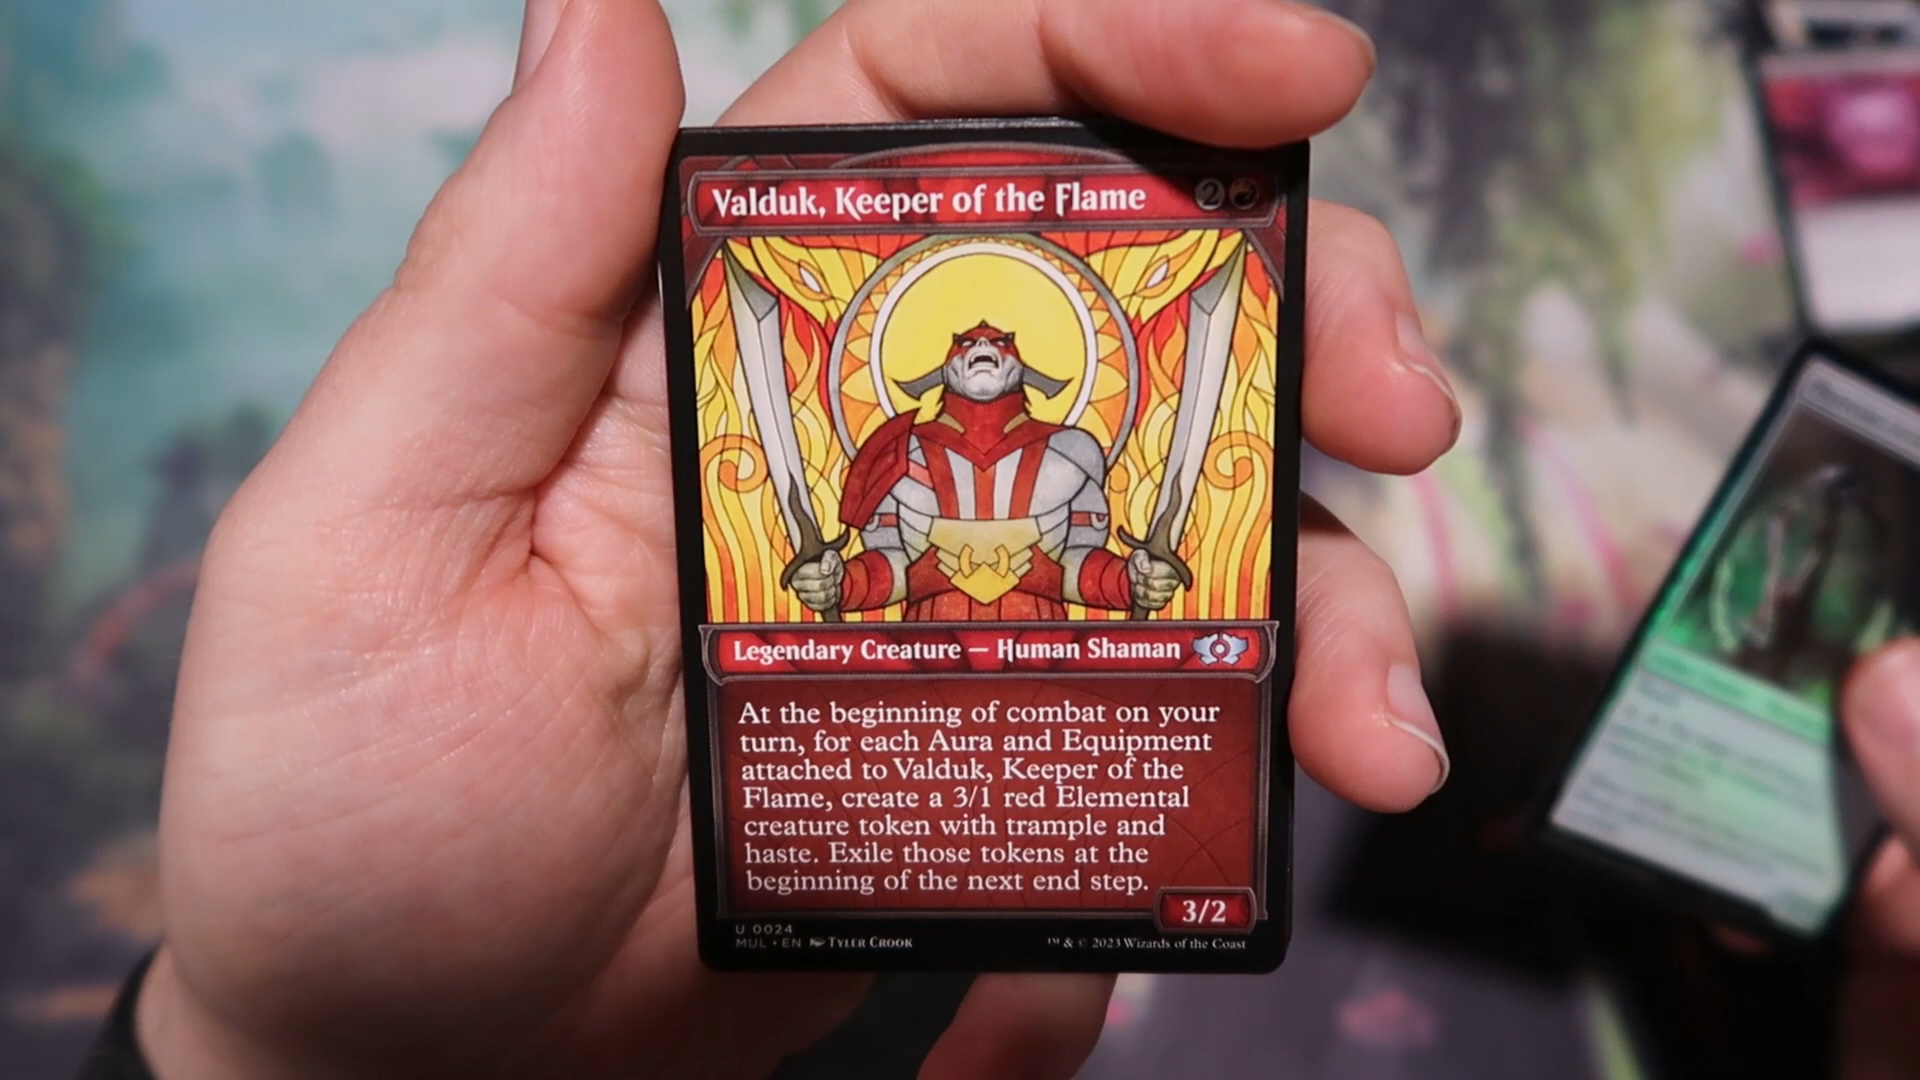 Valduk, Keeper of the Flame 2
Legendary Creature — Human Shaman
At the beginning of combat on your
turn, for each Aura and Equipment
attached to Valduk, Keeper of the
Flame, create a 3/1 red Elemental
creature token with trample and
haste. Exile those tokens at the
beginning of the next end step.
3/2
U 0024
MUL • EN TYLER CROOK ™ & © 2023 Wizards of the Coast